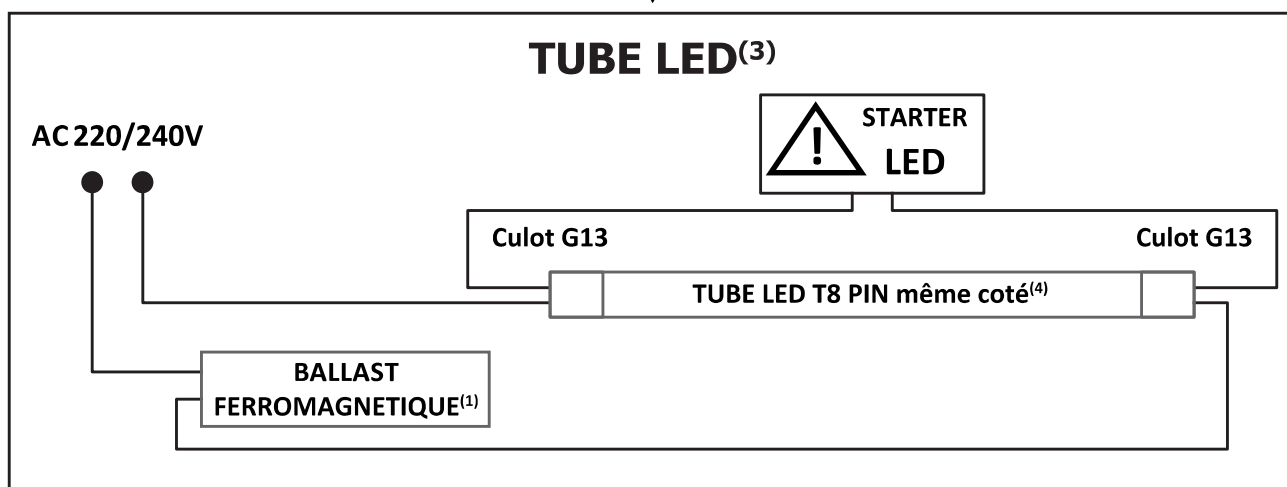 TUBE LED(3)
AC 220/240V
! STARTER
LED
Culot G13
Culot G13
TUBE LED T8 PIN même coté(4)
BALLAST
FERROMAGNETIQUE(1)